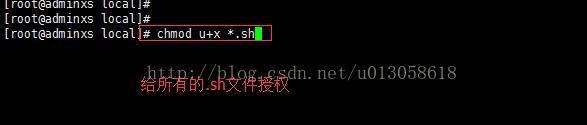 [root@adminxs local]#
[root@adminxs local]#
[root@adminxs local]# chmod u+x *.sh
http://blog.csdn.net/u013058618
给所有的.sh文件授权